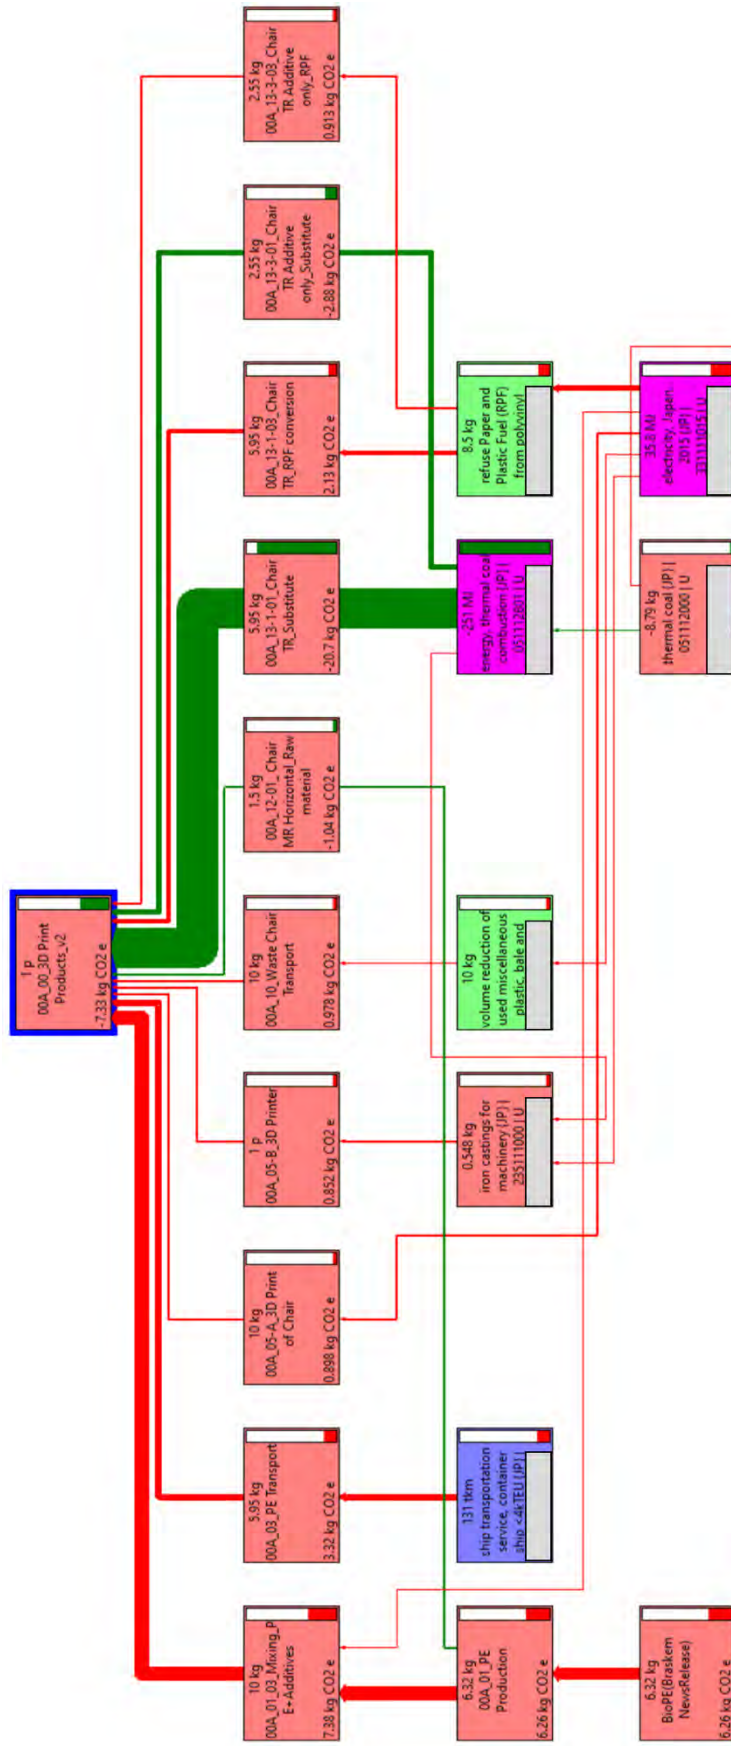 1 p
00A_00_3D Print
Products_v2
-7.33 kg CO2 e
10 kg
00A_01_03_Mixing_P
E+Additives
7.38 kg CO2 e
5.95 kg
00A_03_PE Transport
3.32 kg CO2 e
10 kg
00A_05-A_3D Print
of Chair
0.898 kg CO2 e
1 p
00A_05-B_3D Printer
0.852 kg CO2 e
10 kg
00A_10_Waste Chair
Transport
0.978 kg CO2 e
1.5 kg
00A_12-01_ Chair
MR Horizontal_Raw
material
-1.04 kg CO2 e
5.95 kg
00A_13-1-01_Chair
TR_Substitute
-20.7 kg CO2 e
5.95 kg
00A_13-1-03_Chair
TR_RPF conversion
2.13 kg CO2 e
2.55 kg
00A_13-3-01_Chair
TR Additive
only_Substitute
-2.88 kg CO2 e
2.55 kg
00A_13-3-03_Chair
TR Additive
only_RPF
0.913 kg CO2 e
6.32 kg
00A_01_PE
Production
6.26 kg CO2 e
131 tkm
ship transportation
service, container
ship <4kTEU (JP) |
0.548 kg
iron castings for
machinery (JP) |
235111000 | U
10 kg
volume reduction of
used miscellaneous
plastic, bale and
-251 MJ
energy, thermal coal
combustion (JP) |
051112801 | U
8.5 kg
refuse Paper and
Plastic Fuel (RPF)
from polyvinyl
6.32 kg
BioPE(Braskem
NewsRelease)
6.26 kg CO2 e
-8.79 kg
thermal coal (JP) |
051112000 | U
35.8 MJ
electricity, Japan,
2015 (JP) |
331111015 | U